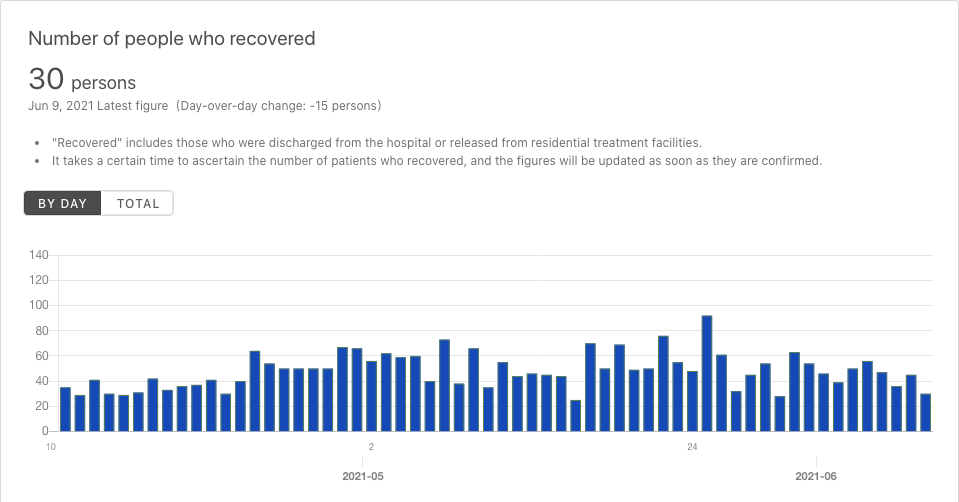 Number of people who recovered
30 persons
Jun 9, 2021 Latest figure (Day-over-day change: -15 persons)
• "Recovered" includes those who were discharged from the hospital or released from residential treatment facilities.
• It takes a certain time to ascertain the number of patients who recovered, and the figures will be updated as soon as they are confirmed.
BY DAY TOTAL
140
120
100
80
60
40
20
0
10 2 24
2021-05 2021-06